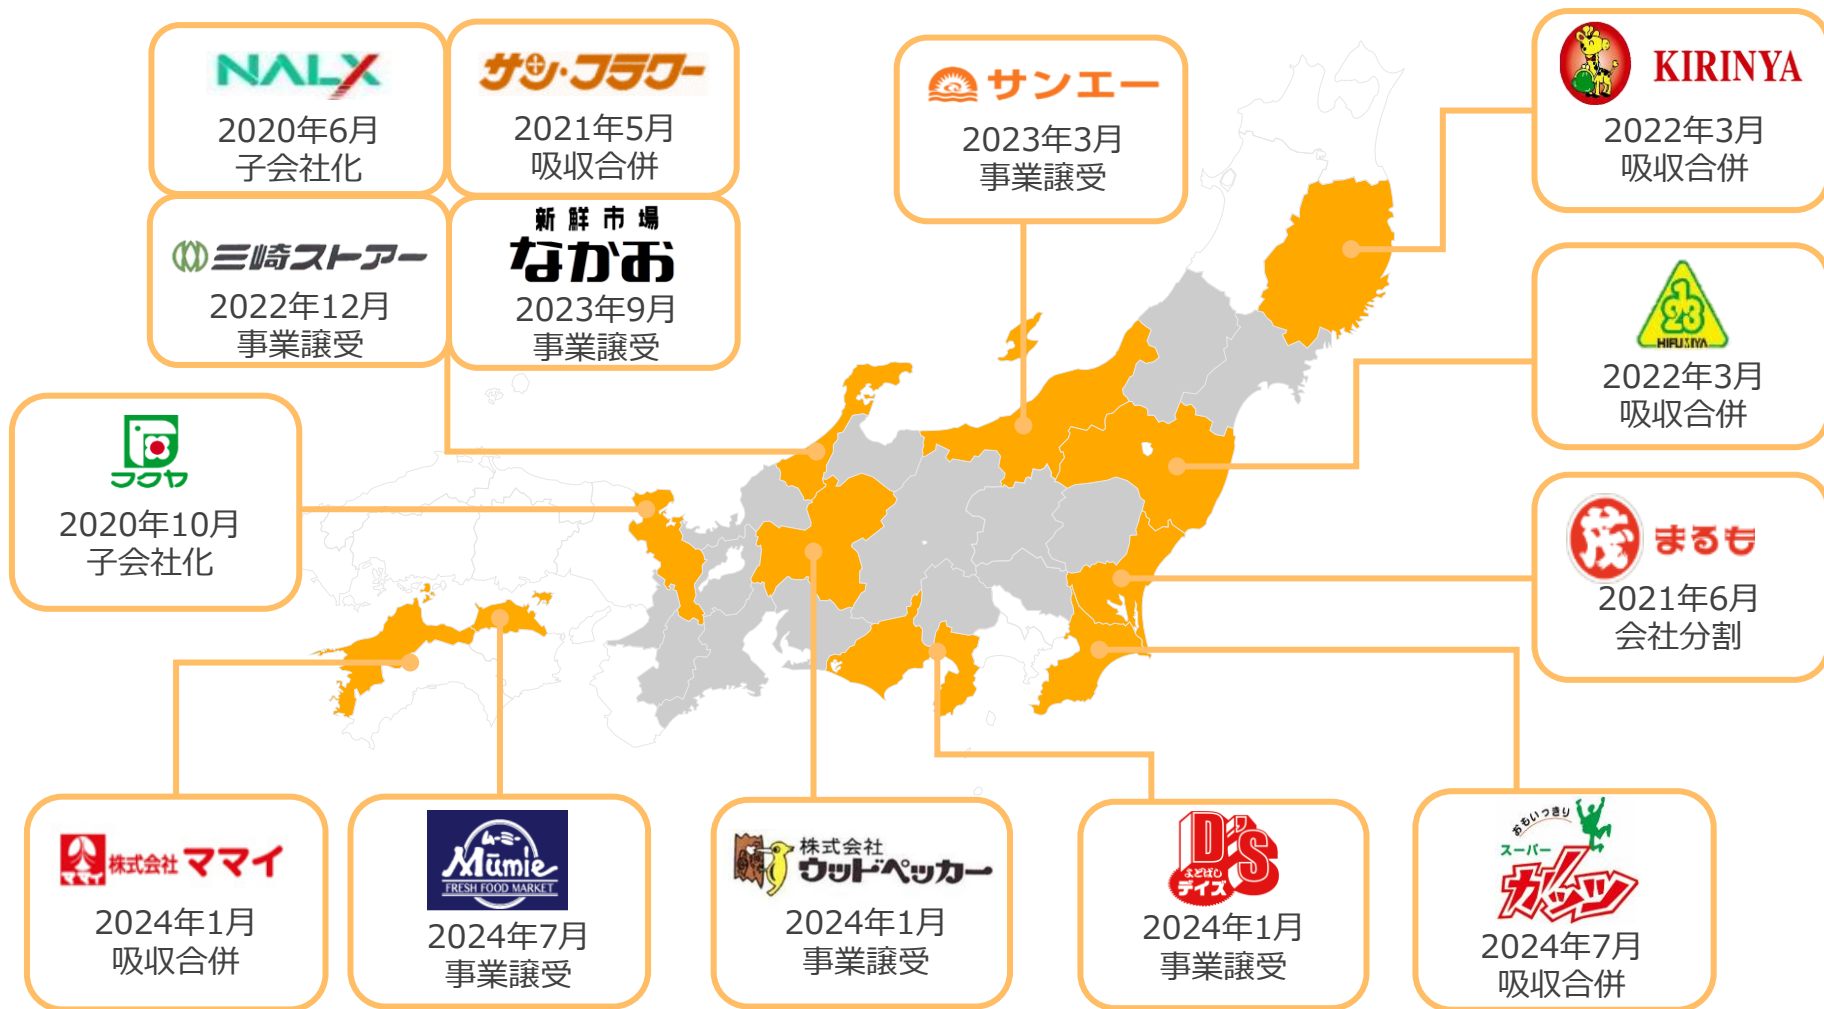 NALX
2020年6月
子会社化
サン・フラワー
2021年5月
吸収合併
三崎ストアー
2022年12月
事業譲受
新鮮市場
なかお
2023年9月
事業譲受
サンエー
2023年3月
事業譲受
KIRINYA
2022年3月
吸収合併
123
HIFUMIYA
2022年3月
吸収合併
フクヤ
2020年10月
子会社化
茂 まるも
2021年6月
会社分割
ママイ
株式会社 ママイ
2024年1月
吸収合併
ムーミー
Mūmie
FRESH FOOD MARKET
2024年7月
事業譲受
株式会社
ウッドペッカー
2024年1月
事業譲受
D'S
よどばし
デイズ
2024年1月
事業譲受
おもいっきり
スーパー
ガッツ
2024年7月
吸収合併